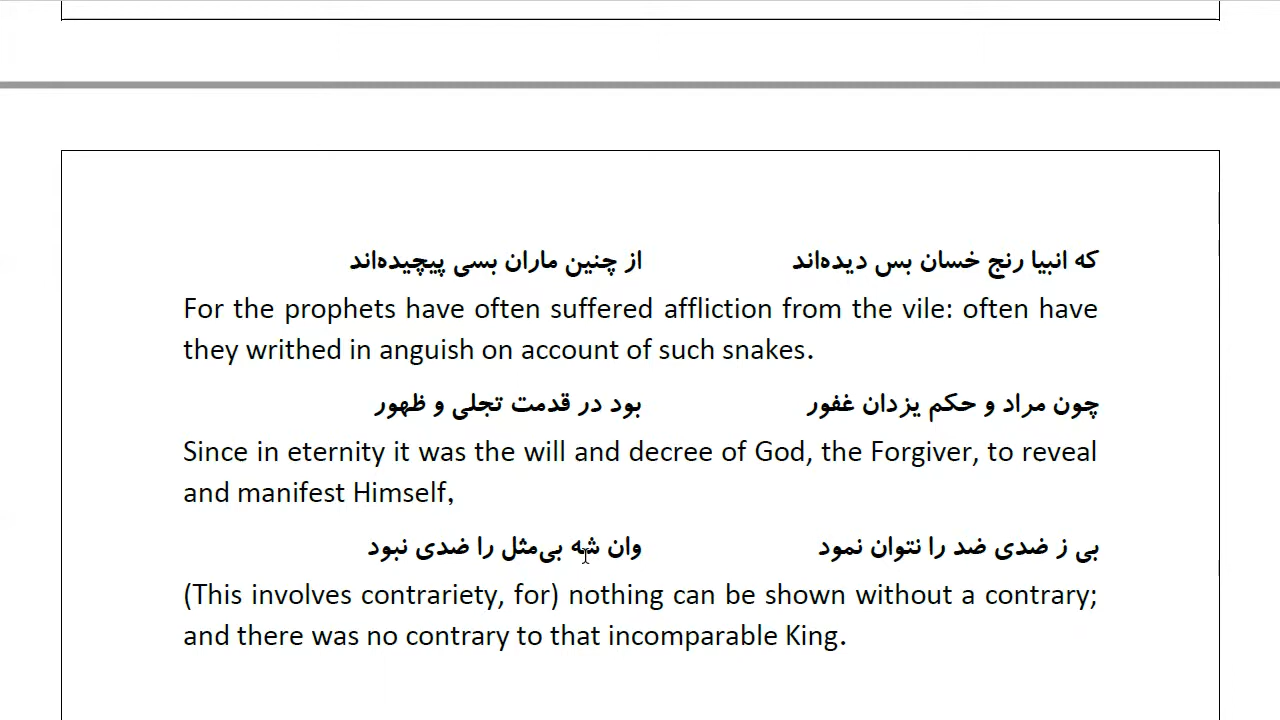 که انبیا رنج خسان بس دیده‌اند از چنین ماران بسی پیچیده‌اند
For the prophets have often suffered affliction from the vile: often have
they writhed in anguish on account of such snakes.
چون مراد و حکم یزدان غفور بود در قدمت تجلی و ظهور
Since in eternity it was the will and decree of God, the Forgiver, to reveal
and manifest Himself,
بی ز ضدی ضد را نتوان نمود وان شه بی‌مثل را ضدی نبود
(This involves contrariety, for) nothing can be shown without a contrary;
and there was no contrary to that incomparable King.